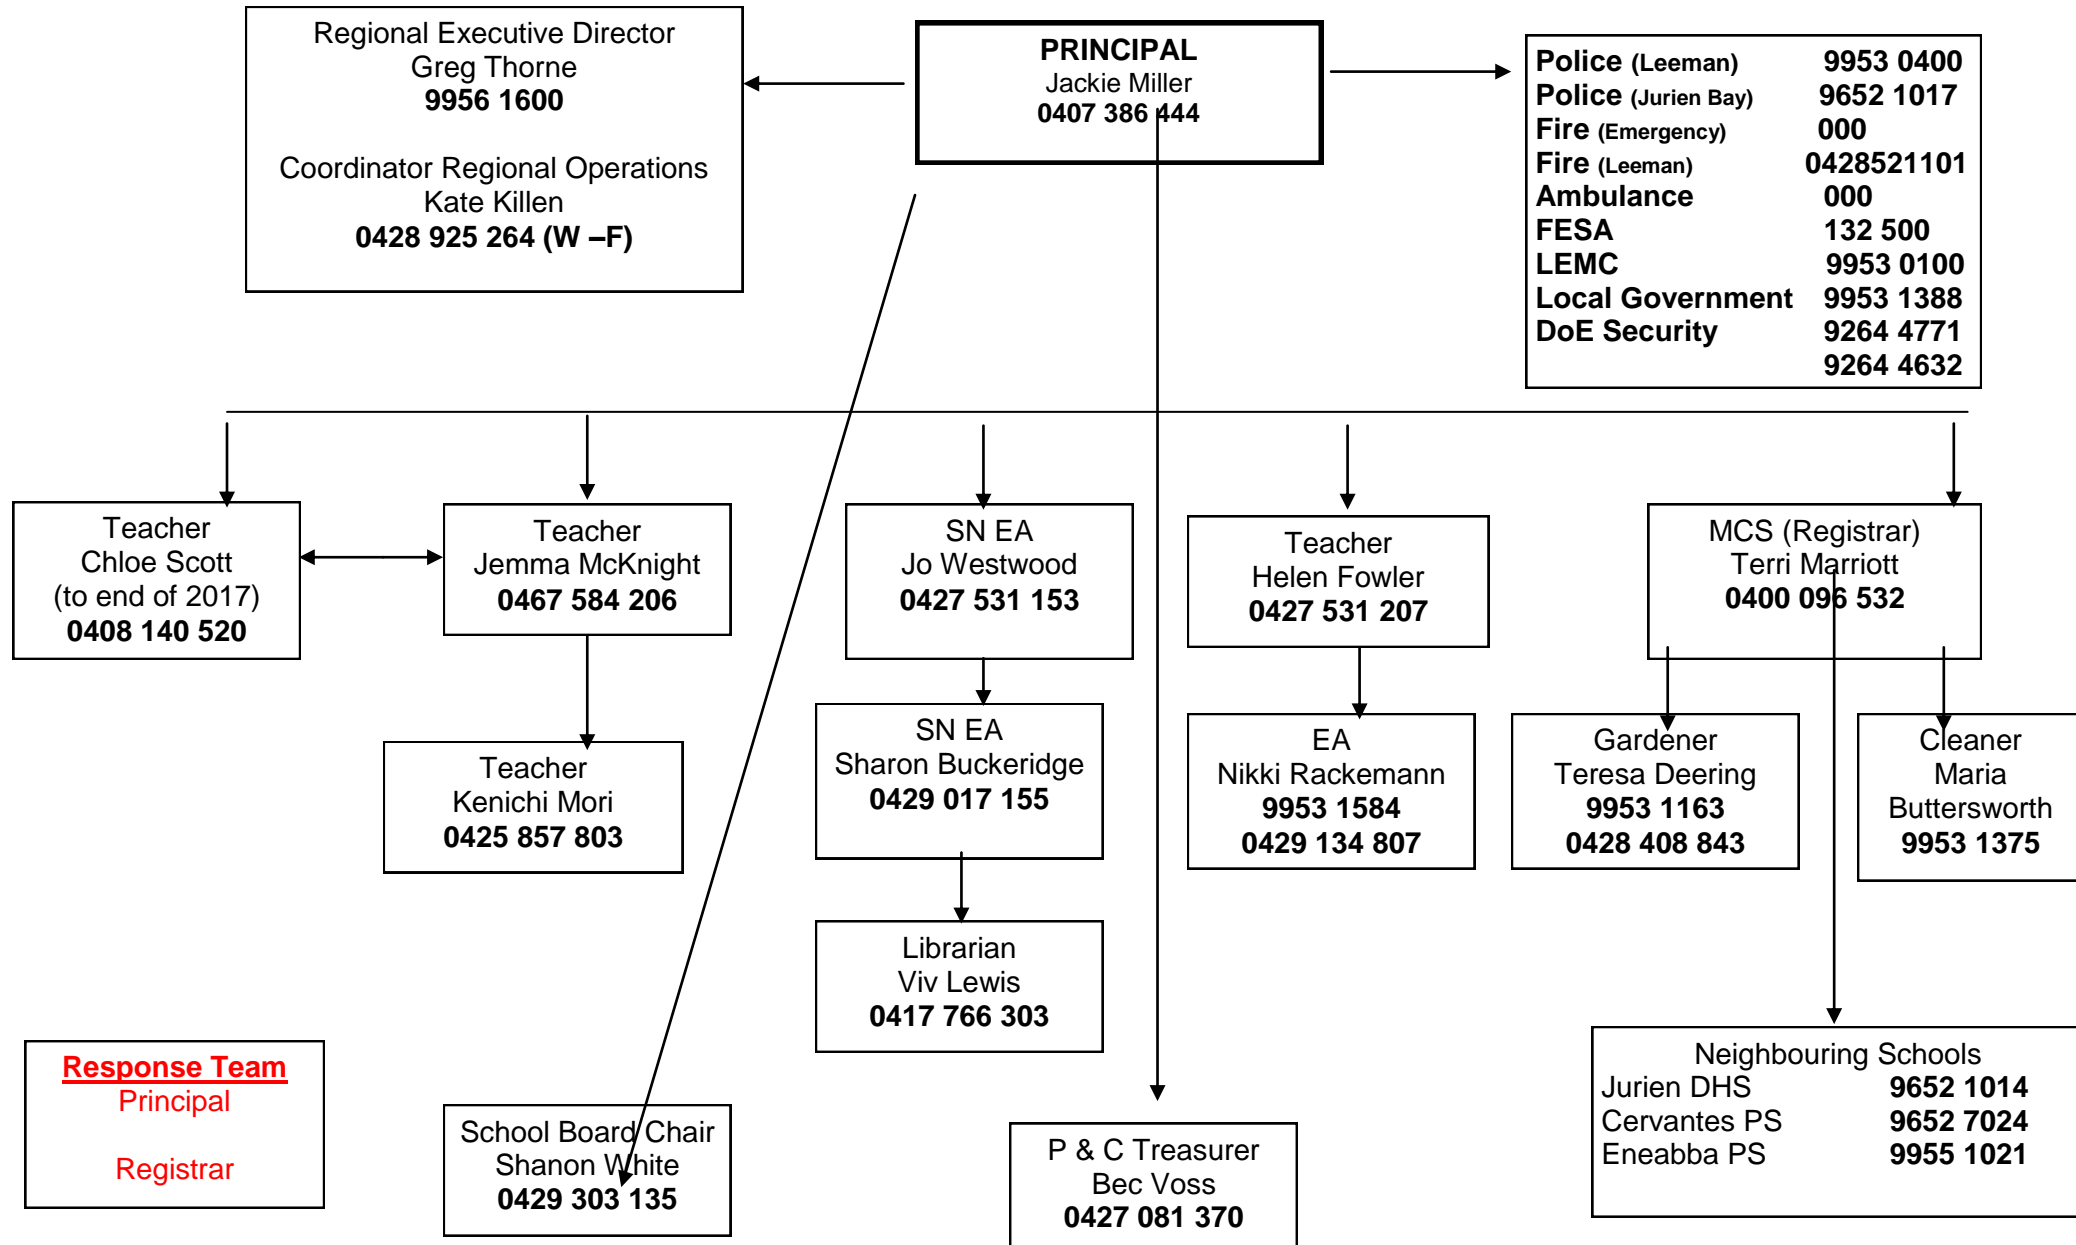 Regional Executive Director
Greg Thorne
9956 1600
Coordinator Regional Operations
Kate Killen
0428 925 264 (W –F)
PRINCIPAL
Jackie Miller
0407 386 444
Police (Leeman) 9953 0400
Police (Jurien Bay) 9652 1017
Fire (Emergency) 000
Fire (Leeman) 0428521101
Ambulance 000
FESA 132 500
LEMC 9953 0100
Local Government 9953 1388
DoE Security 9264 4771
9264 4632
Teacher
Chloe Scott
(to end of 2017)
0408 140 520
Teacher
Jemma McKnight
0467 584 206
SN EA
Jo Westwood
0427 531 153
Teacher
Helen Fowler
0427 531 207
MCS (Registrar)
Terri Marriott
0400 096 532
Teacher
Kenichi Mori
0425 857 803
SN EA
Sharon Buckeridge
0429 017 155
EA
Nikki Rackemann
9953 1584
0429 134 807
Gardener
Teresa Deering
9953 1163
0428 408 843
Cleaner
Maria
Buttersworth
9953 1375
Librarian
Viv Lewis
0417 766 303
Response Team
Principal
Registrar
School Board Chair
Shanon White
0429 303 135
P & C Treasurer
Bec Voss
0427 081 370
Neighbouring Schools
Jurien DHS 9652 1014
Cervantes PS 9652 7024
Eneabba PS 9955 1021